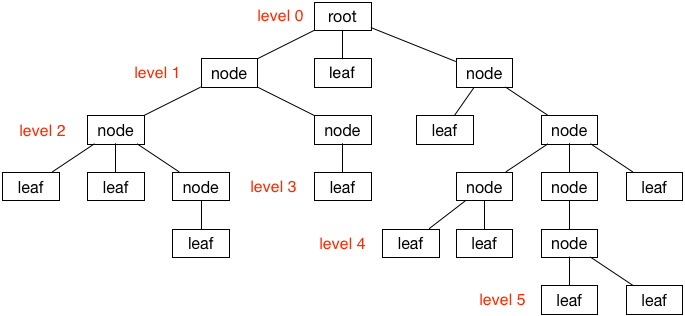 level 0 root
level 1 node leaf node
level 2 node node leaf node
leaf leaf node level 3 leaf node node leaf
leaf level 4 leaf leaf node
level 5 leaf leaf